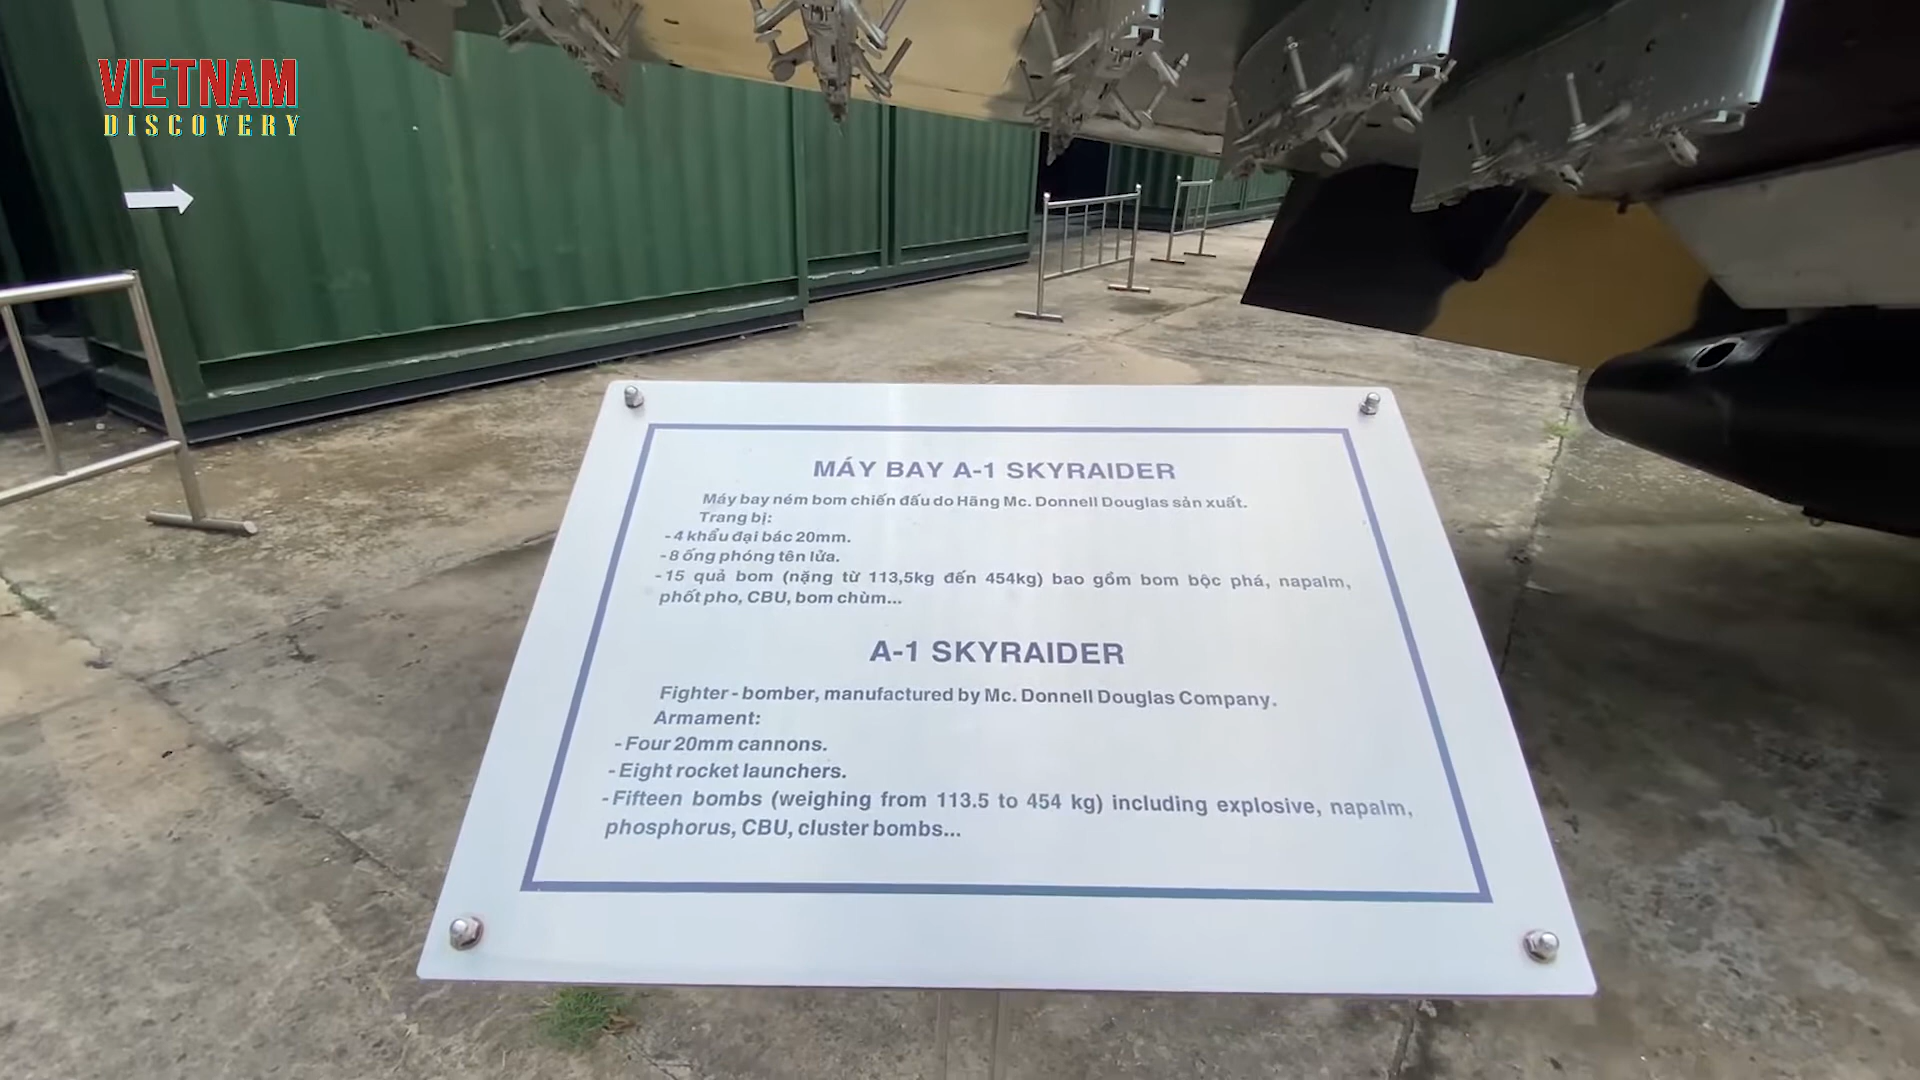 VIETNAM
DISCOVERY
MÁY BAY A-1 SKYRAIDER
Máy bay ném bom chiến đấu do Hãng Mc. Donnell Douglas sản xuất.
Trang bị:
- 4 khẩu đại bác 20mm.
- 8 ống phóng tên lửa.
- 15 quả bom (nặng từ 113,5kg đến 454kg) bao gồm bom bộc phá, napalm,
phốt pho, CBU, bom chùm...
A-1 SKYRAIDER
Fighter - bomber, manufactured by Mc. Donnell Douglas Company.
Armament:
- Four 20mm cannons.
- Eight rocket launchers.
- Fifteen bombs (weighing from 113.5 to 454 kg) including explosive, napalm,
phosphorus, CBU, cluster bombs...